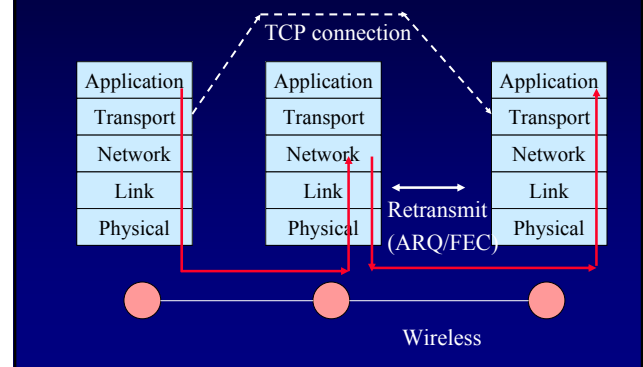 TCP connection
Application
Transport
Network
Link
Physical
Application
Transport
Network
Link
Physical
Application
Transport
Network
Link
Physical
Retransmit
(ARQ/FEC)
Wireless